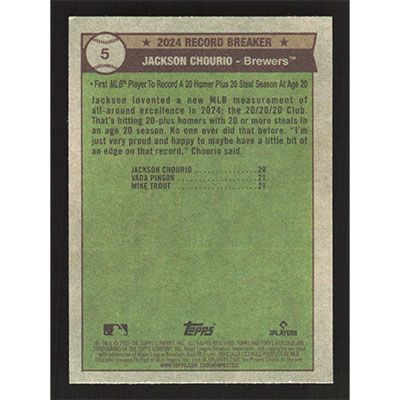 5
★ 2024 RECORD BREAKER ★
JACKSON CHOURIO - Brewers™
• First MLB® Player To Record A 20 Homer Plus 20 Steal Season At Age 20
Jackson invented a new MLB measurement of
all-around excellence in 2024: the 20/20/20 Club.
That's hitting 20-plus homers with 20 or more steals in
an age 20 season. No one ever did that before. "I'm
just very proud and happy to maybe have a little bit of
an edge on that record," Chourio said.
JACKSON CHOURIO....................20
VADA PINSON....................21
MIKE TROUT....................21
Topps
PLAYERS